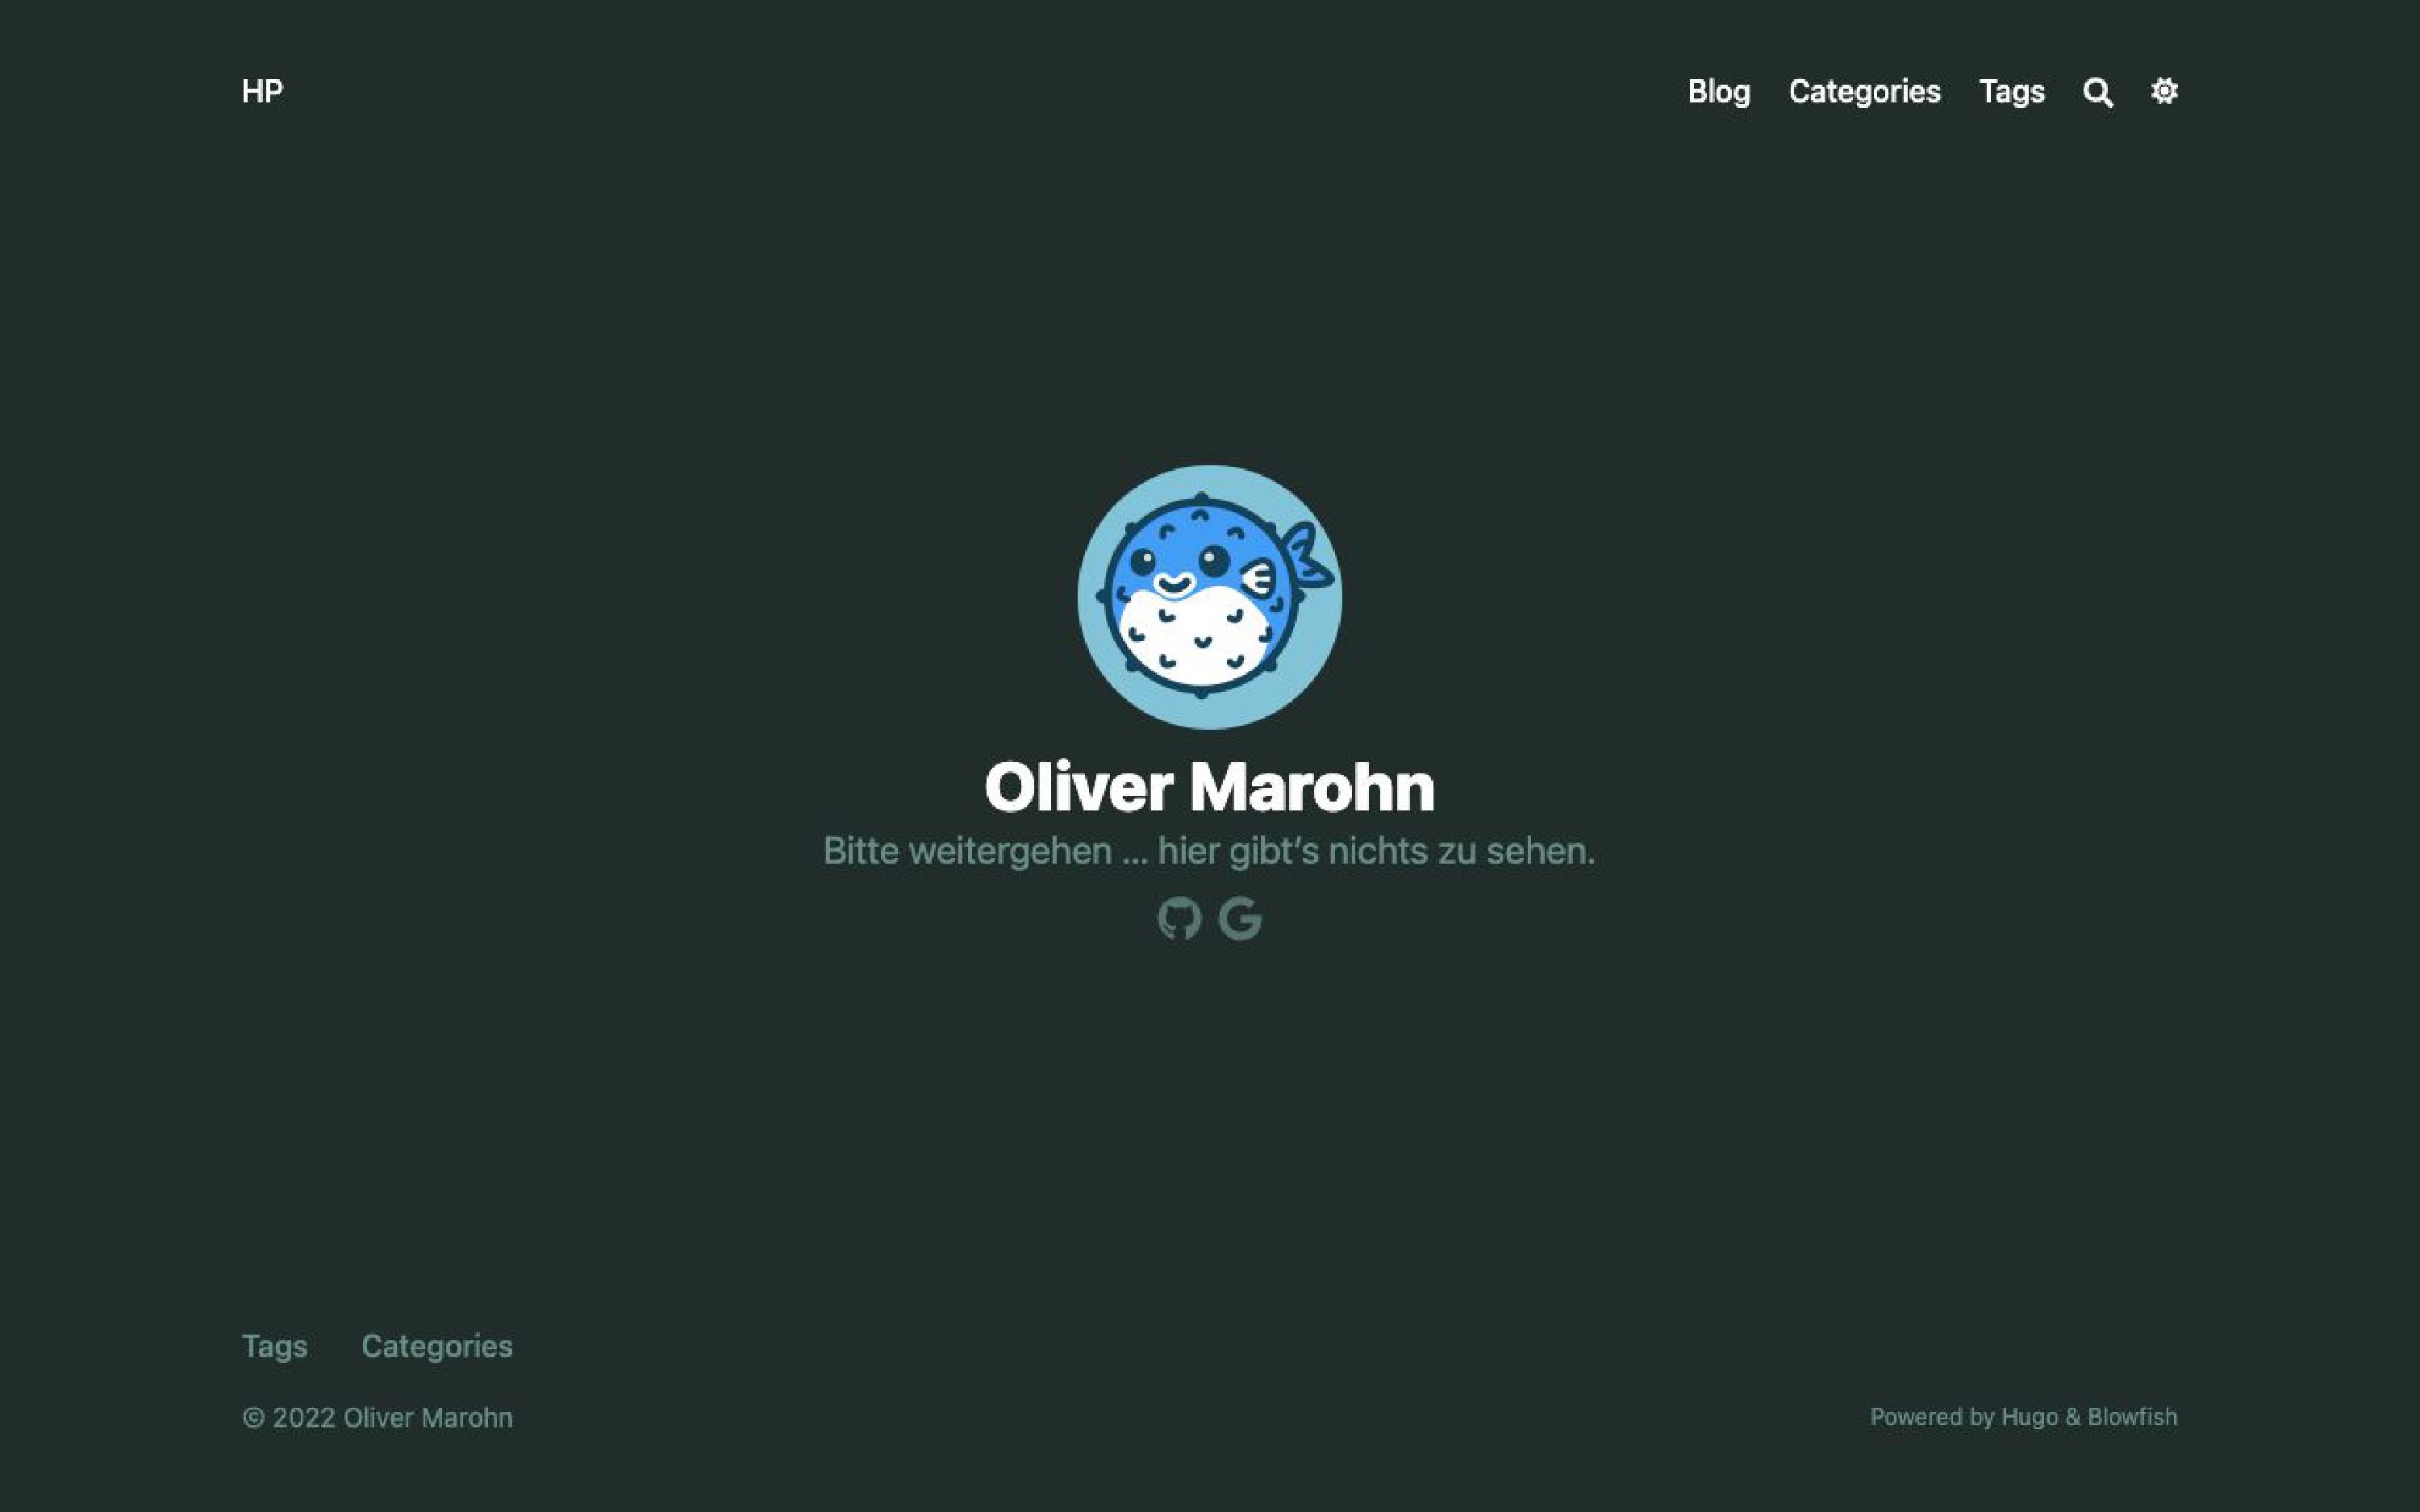 HP
Blog Categories Tags
Oliver Marohn
Bitte weitergehen ... hier gibt's nichts zu sehen.
Tags Categories
© 2022 Oliver Marohn
Powered by Hugo & Blowfish